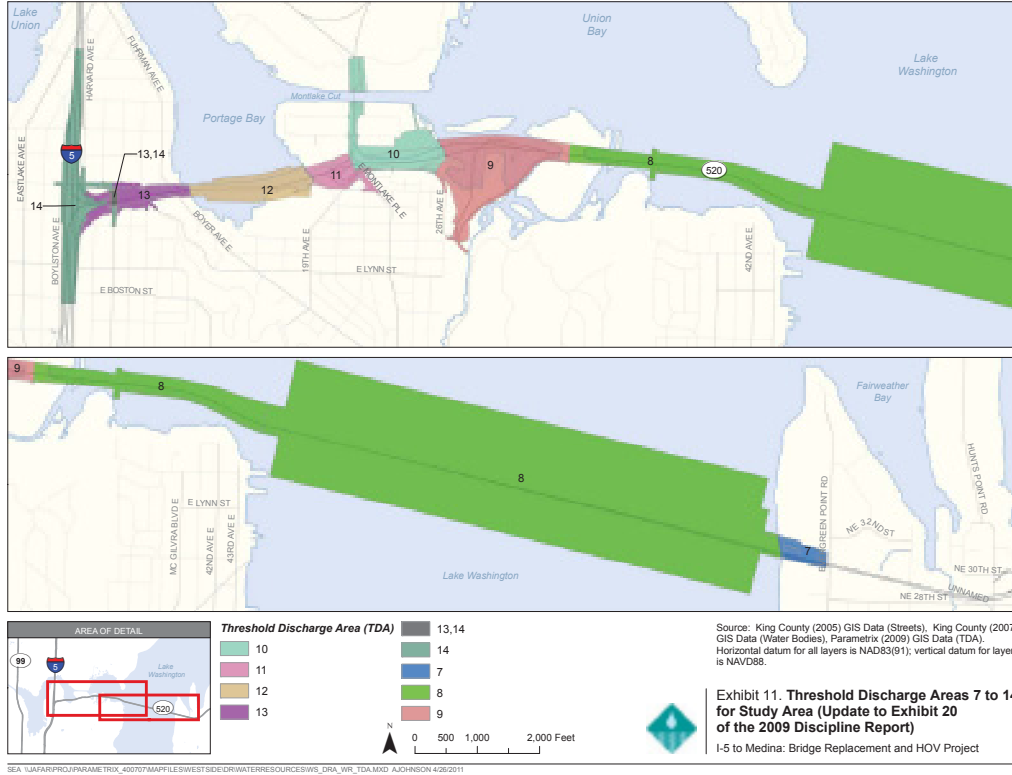 Lake
Union
HARVARD AVE E
FUHRMAN AVE E
Union
Bay
Lake
Washington
Montlake Cut
Portage Bay
EASTLAKE AVE E
5
13,14
10
9
8
520
E MONTLAKE PL E
11
12
13
14
26TH AVE E
BOYER AVE E
BOYLSTON AVE E
19TH AVE E
E LYNN ST
42ND AVE E
E BOSTON ST
9
8
Fairweather
Bay
HUNTS POINT RD
8
E LYNN ST
MC GILVRA BLVD E
42ND AVE E
43RD AVE E
NE 32ND ST
7
NE 30TH ST
UNNAMED
NE 28TH ST
Lake Washington
AREA OF DETAIL
99
5
Lake
Washington
520
Threshold Discharge Area (TDA)
10
11
12
13
13,14
14
7
8
9
N
0 500 1,000 2,000 Feet
Source: King County (2005) GIS Data (Streets), King County (2007
GIS Data (Water Bodies), Parametrix (2009) GIS Data (TDA).
Horizontal datum for all layers is NAD83(91); vertical datum for layer
is NAVD88.
Exhibit 11. Threshold Discharge Areas 7 to 14
for Study Area (Update to Exhibit 20
of the 2009 Discipline Report)
I-5 to Medina: Bridge Replacement and HOV Project
SEA \\JAFAR\PROJ\PARAMETRIX_400707\MAPFILES\WESTSIDE\DR\WATERRESOURCES\WS_DRA_WR_TDA.MXD AJOHNSON 4/26/2011